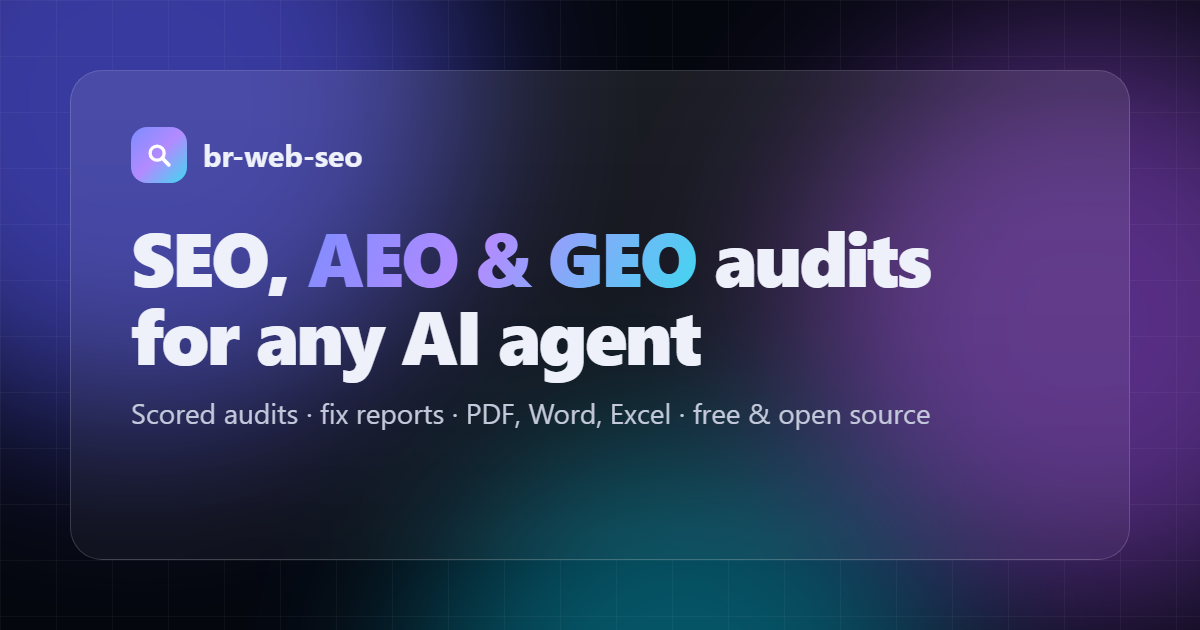 br-web-seo
SEO, AEO & GEO audits
for any AI agent
Scored audits · fix reports · PDF, Word, Excel · free & open source